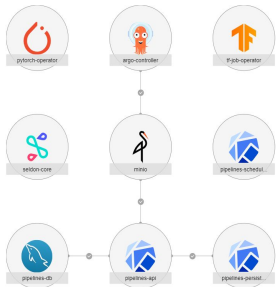 pytorch-operator
argo-controller
tf-job-operator
seldon-core
minio
pipelines-schedul...
pipelines-db
pipelines-api
pipelines-persist...